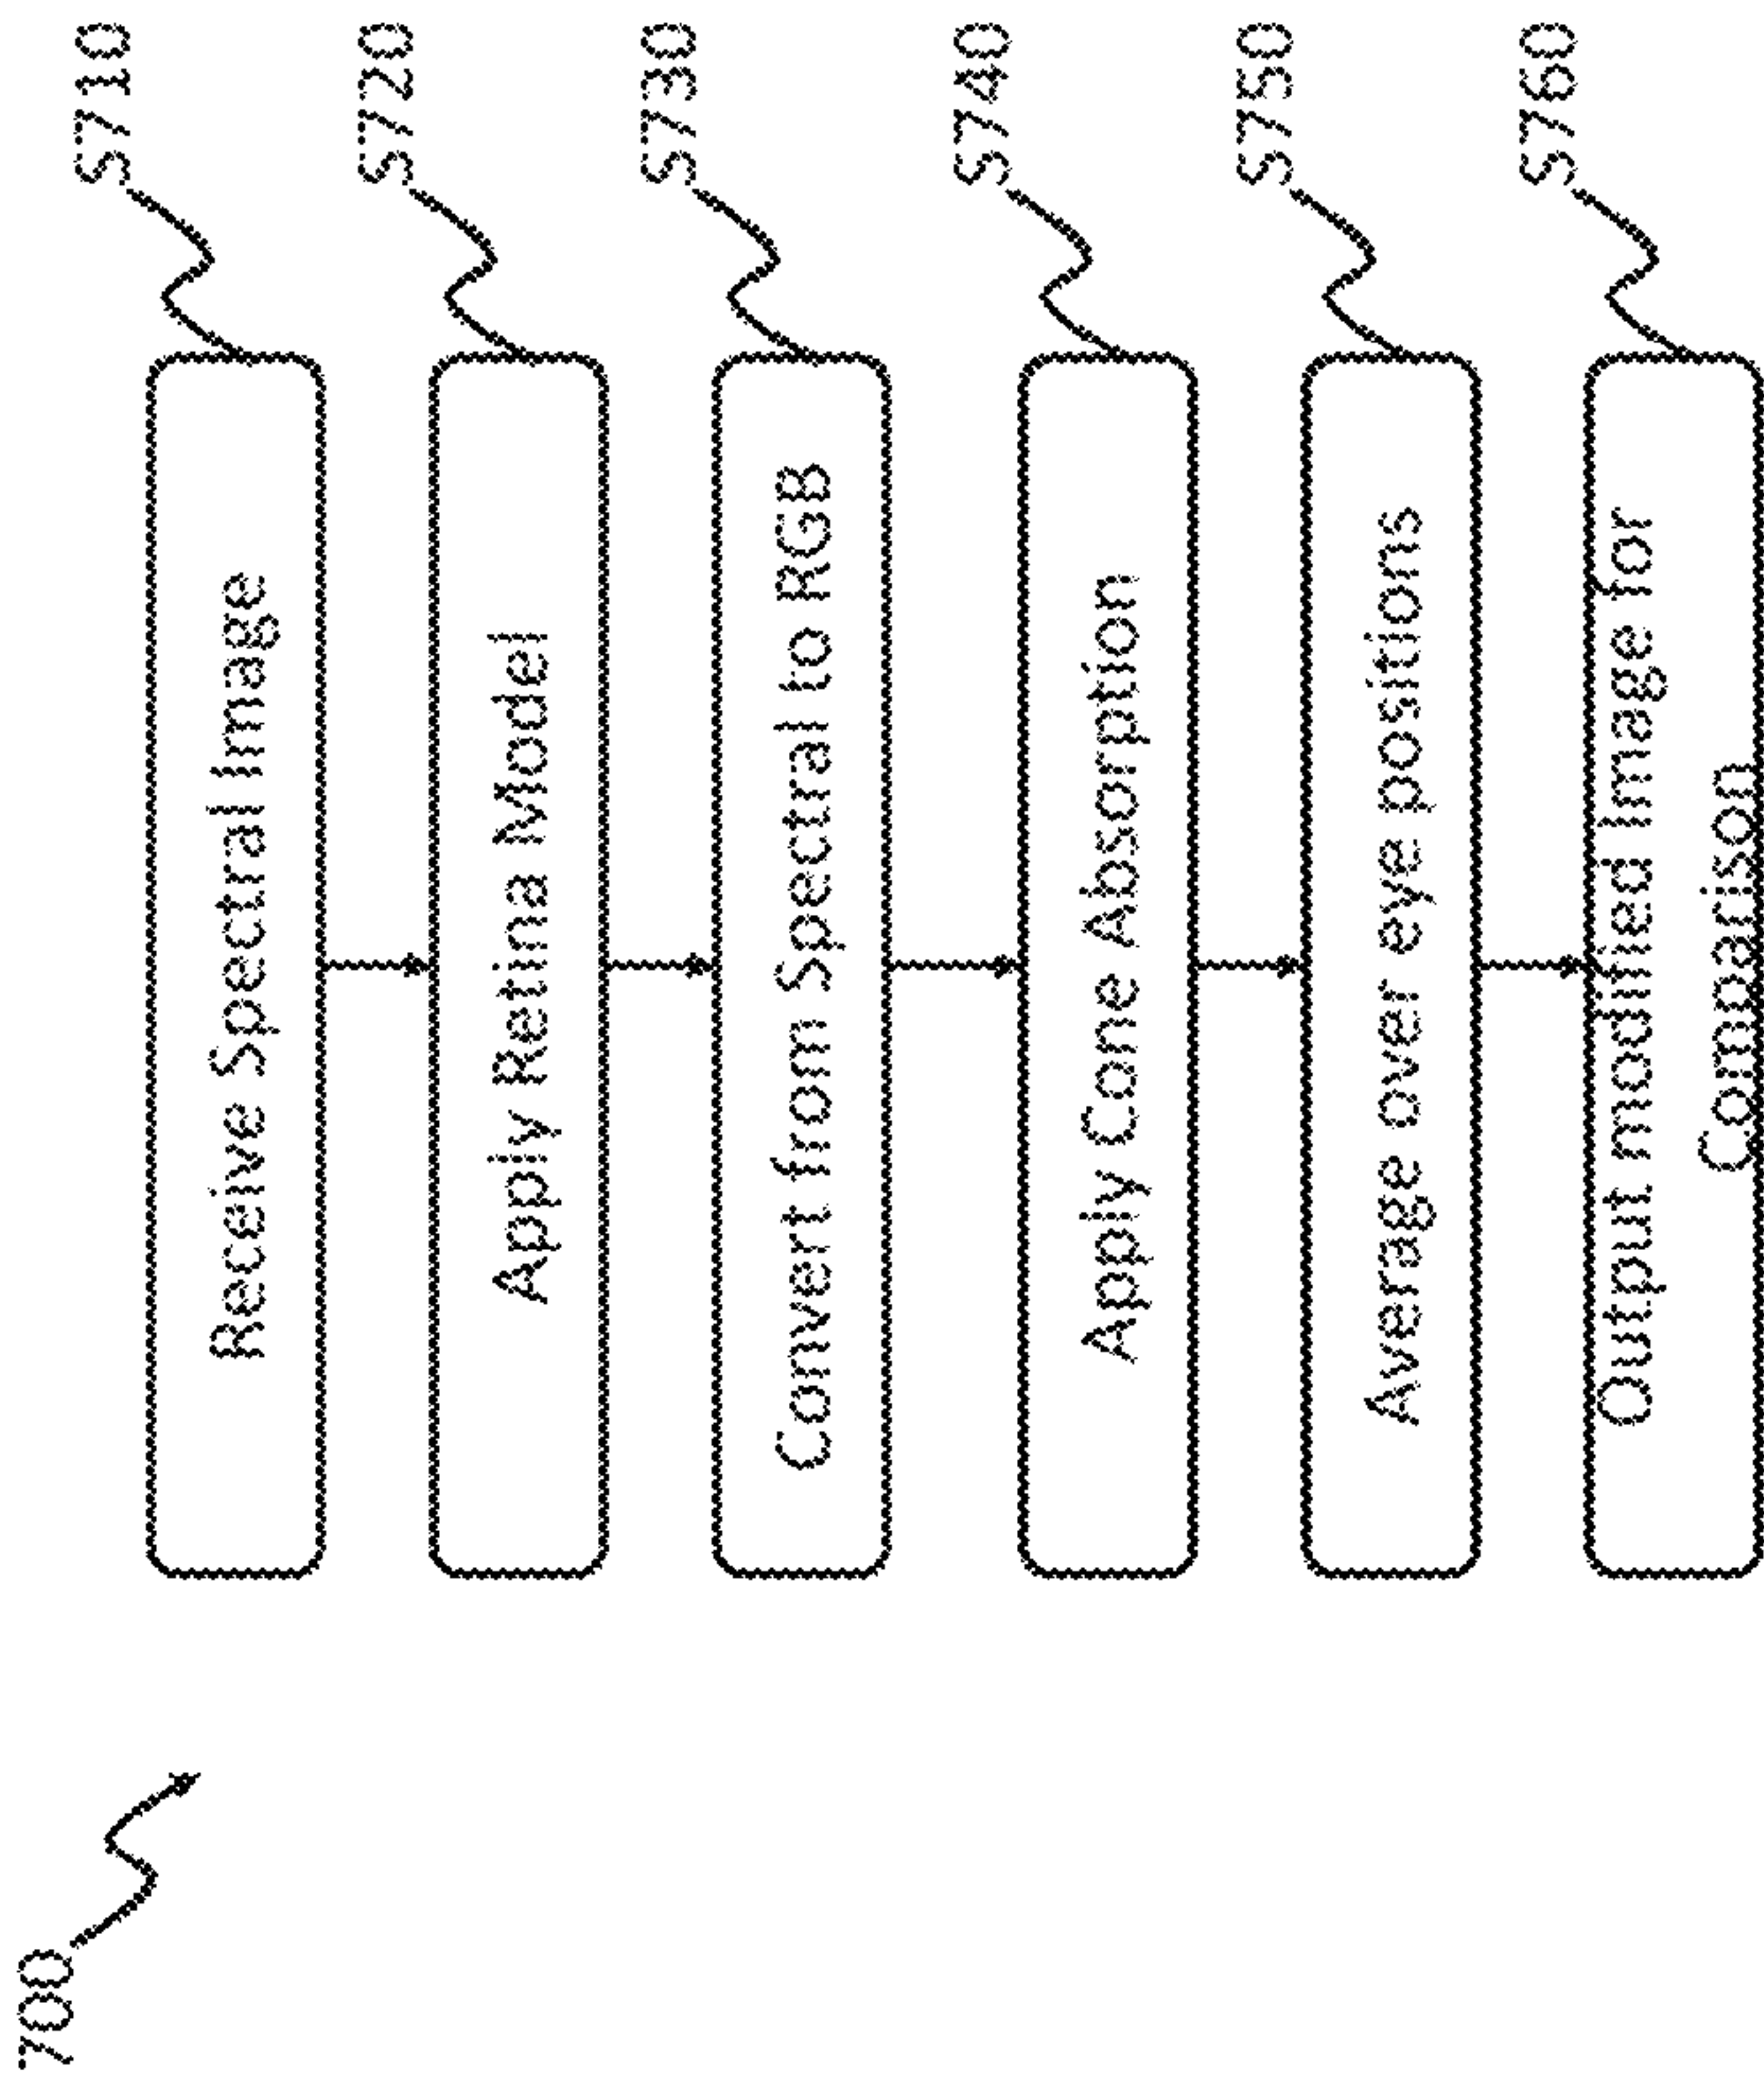 700
Receive Spectral Image
S710
Apply Retina Model
S720
Convert from Spectral to RGB
S730
Apply Cone Absorption
S740
Average over eye positions
S750
Output modified Image for
Comparison
S760